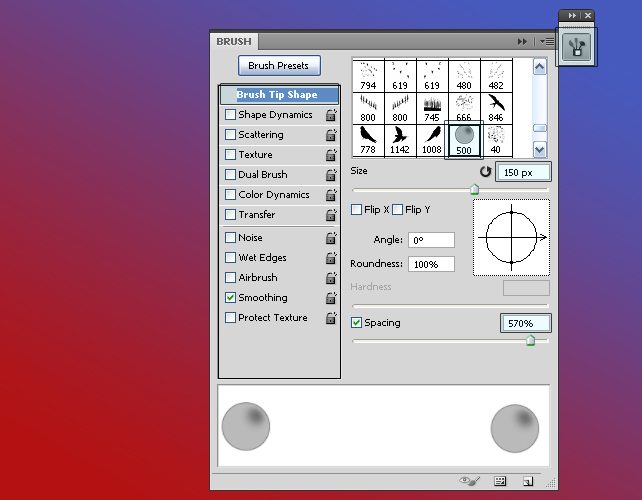 BRUSH
Brush Presets
794 619 619 480 482
800 800 745 666 846
778 1142 1008 500 40
Brush Tip Shape
Shape Dynamics
Scattering
Texture
Dual Brush
Color Dynamics
Transfer
Noise
Wet Edges
Airbrush
Smoothing
Protect Texture
Size 150 px
Flip X Flip Y
Angle: 0°
Roundness: 100%
Hardness
Spacing 570%